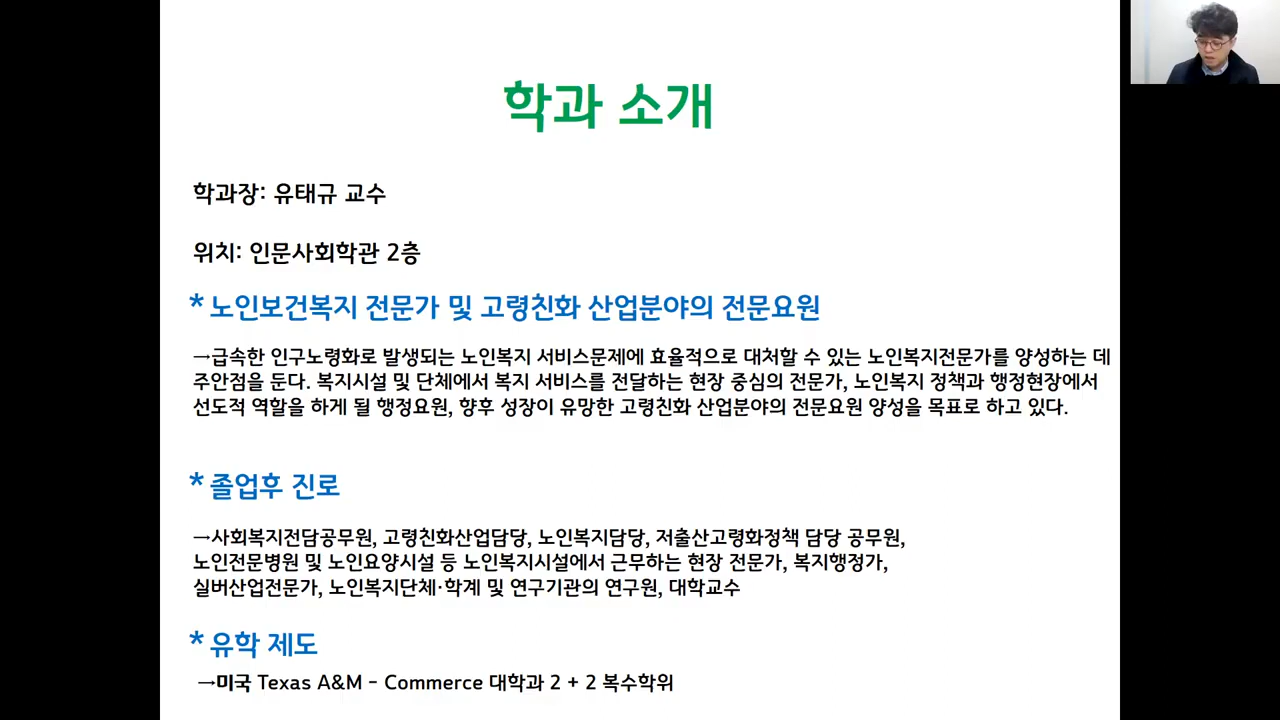 학과 소개
학과장: 유태규 교수
위치: 인문사회학관 2층
* 노인보건복지 전문가 및 고령친화 산업분야의 전문요원
→급속한 인구노령화로 발생되는 노인복지 서비스문제에 효율적으로 대처할 수 있는 노인복지전문가를 양성하는 데
주안점을 둔다. 복지시설 및 단체에서 복지 서비스를 전달하는 현장 중심의 전문가, 노인복지 정책과 행정현장에서
선도적 역할을 하게 될 행정요원, 향후 성장이 유망한 고령친화 산업분야의 전문요원 양성을 목표로 하고 있다.
* 졸업후 진로
→사회복지전담공무원, 고령친화산업담당, 노인복지담당, 저출산고령화정책 담당 공무원,
노인전문병원 및 노인요양시설 등 노인복지시설에서 근무하는 현장 전문가, 복지행정가,
실버산업전문가, 노인복지단체·학계 및 연구기관의 연구원, 대학교수
* 유학 제도
→미국 Texas A&M - Commerce 대학과 2 + 2 복수학위